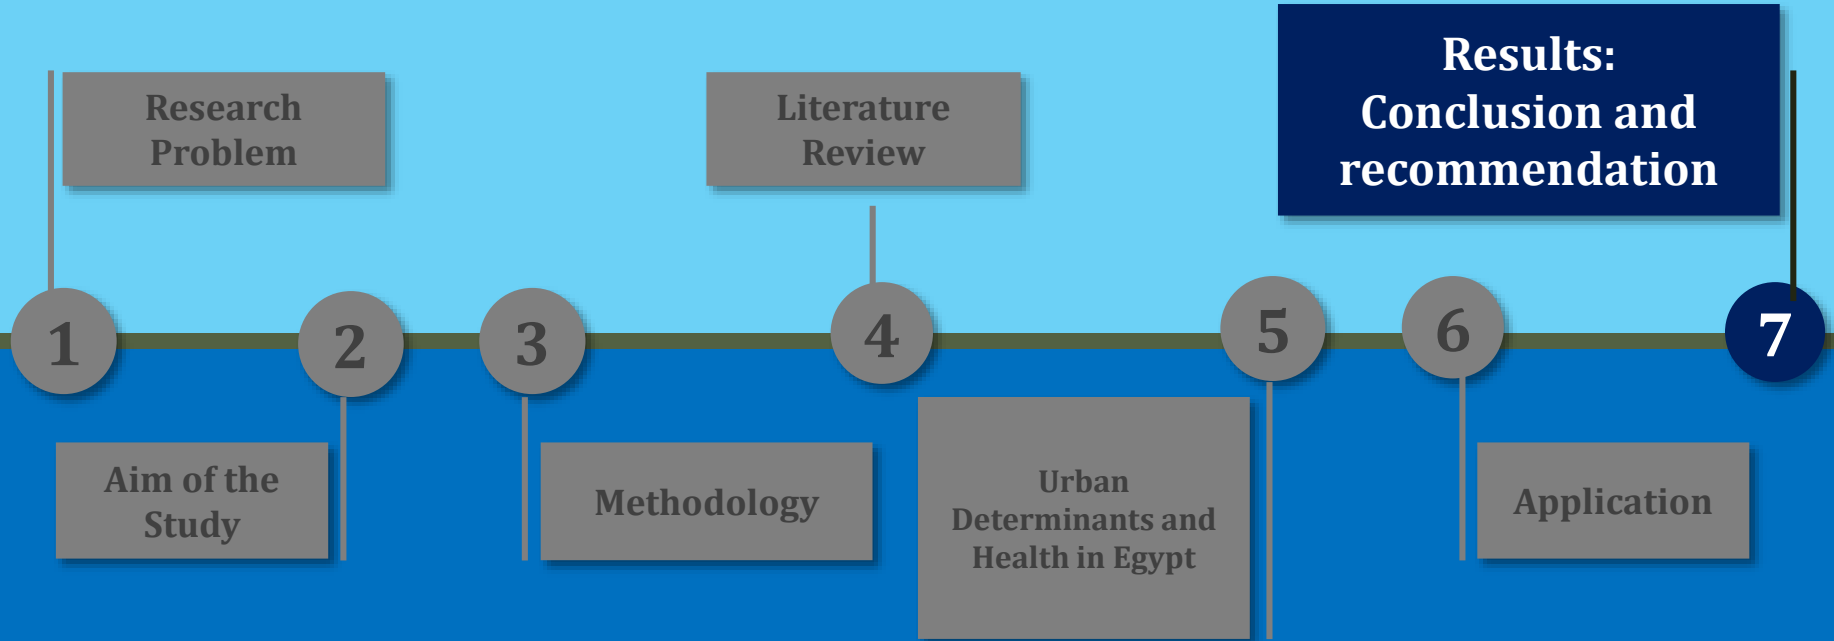 Research
Problem
Literature
Review
Results:
Conclusion and
recommendation
1
2
3
4
5
6
7
Aim of the
Study
Methodology
Urban
Determinants and
Health in Egypt
Application